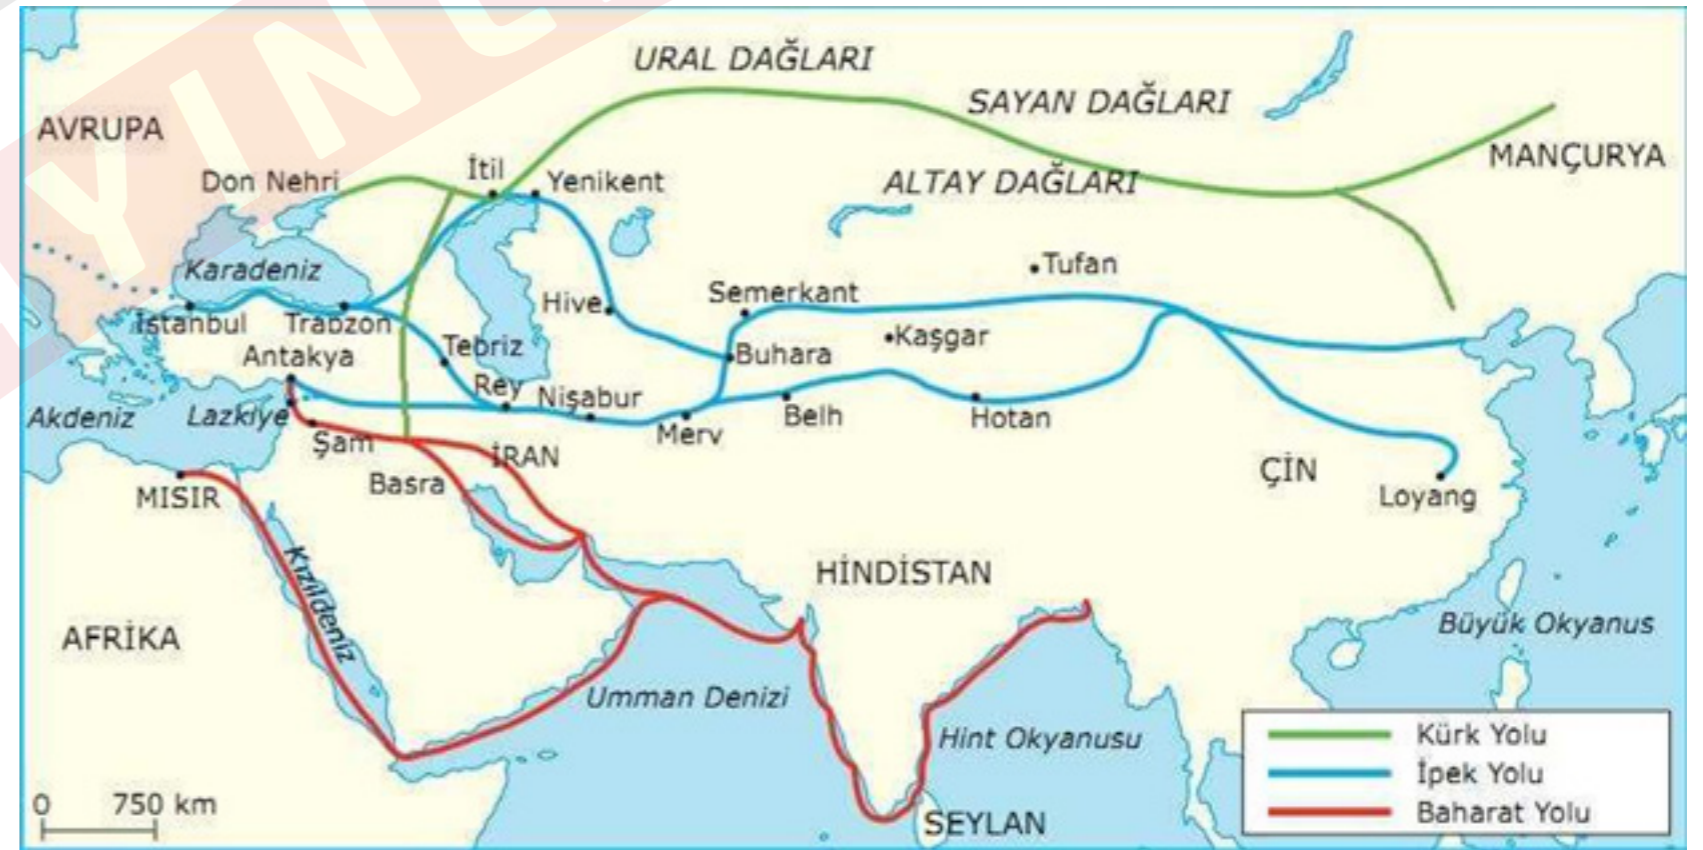 YINL
URAL DAĞLARI
SAYAN DAĞLARI
AVRUPA
MANÇURYA
Don Nehri
İtil
Yenikent
ALTAY DAĞLARI
Karadeniz
Tufan
Hive
Semerkant
İstanbul
Trabzon
Kaşgar
Antakya
Tebriz
Buhara
Rey
Nişabur
Akdeniz
Lazkiye
Merv
Belh
Hotan
Şam
İRAN
Basra
MISIR
ÇİN
Loyang
Kızıldeniz
HİNDİSTAN
AFRİKA
Büyük Okyanus
Umman Denizi
Hint Okyanusu
SEYLAN
Kürk Yolu
İpek Yolu
Baharat Yolu
0 750 km